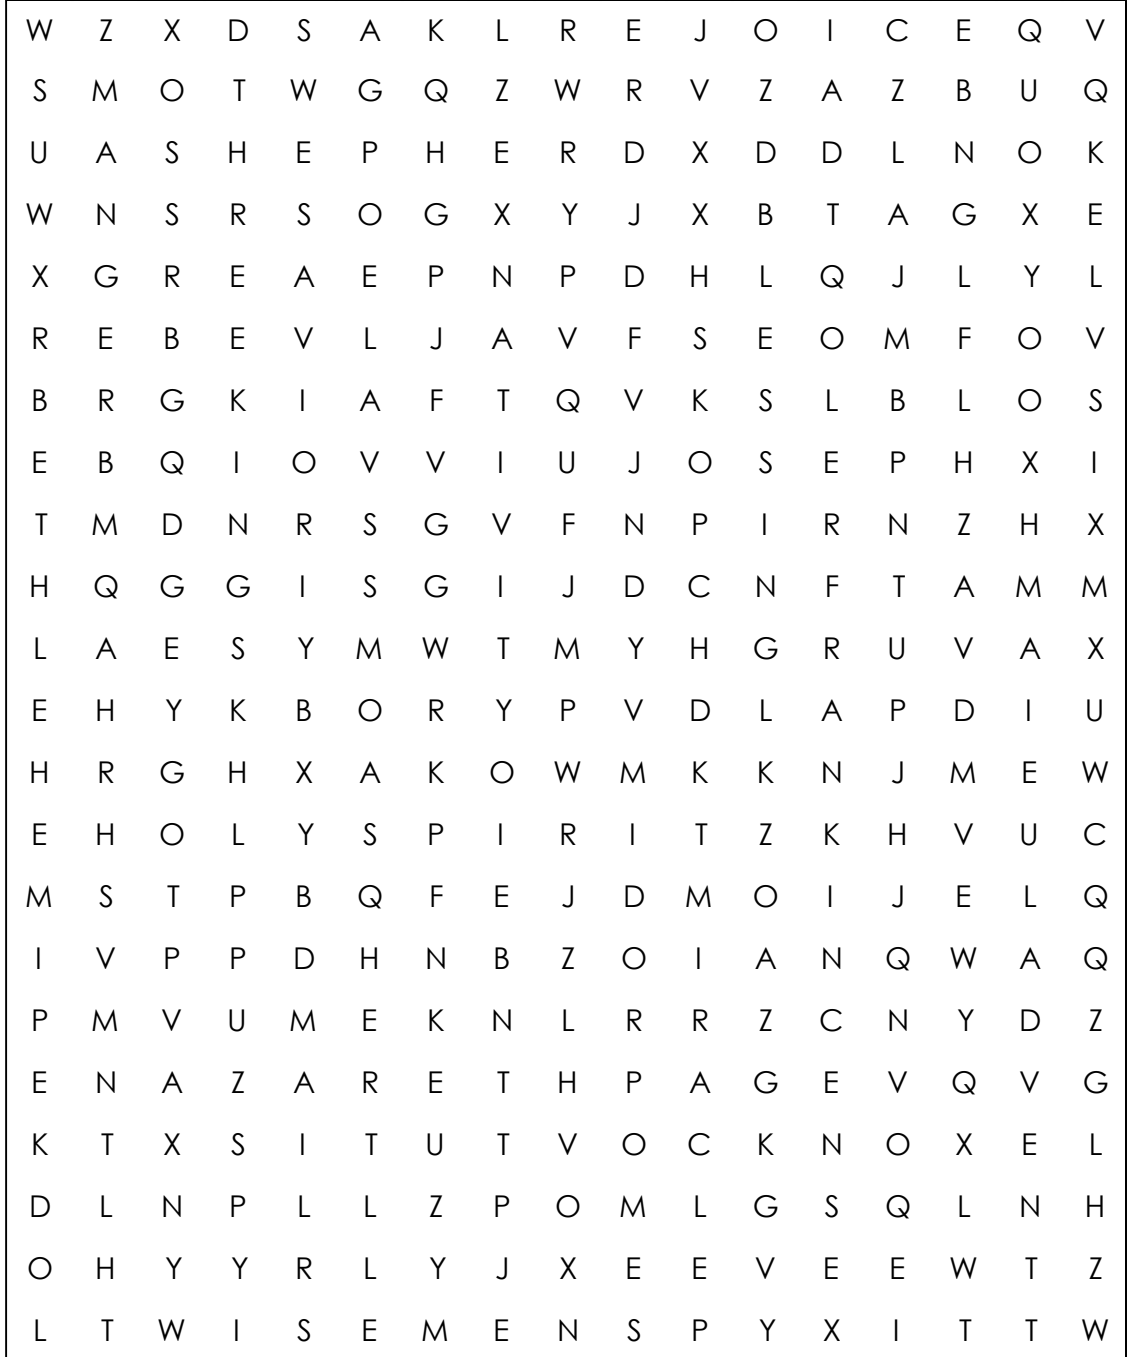 W Z X D S A K L R E J O I C E Q V
S M O T W G Q Z W R V Z A Z B U Q
U A S H E P H E R D X D D L N O K
W N S R S O G X Y J X B T A G X E
X G R E A E P N P D H L Q J L Y L
R E B E V L J A V F S E O M F O V
B R G K I A F T Q V K S L B L O S
E B Q I O V V I U J O S E P H X I
T M D N R S G V F N P I R N Z H X
H Q G G I S G I J D C N F T A M M
L A E S Y M W T M Y H G R U V A X
E H Y K B O R Y P V D L A P D I U
H R G H X A K O W M K K N J M E W
E H O L Y S P I R I T Z K H V U C
M S T P B Q F E J D M O I J E L Q
I V P P D H N B Z O I A N Q W A Q
P M V U M E K N L R R Z C N Y D Z
E N A Z A R E T H P A G E V Q V G
K T X S I T U T V O C K N O X E L
D L N P L L Z P O M L G S Q L N H
O H Y Y R L Y J X E E V E E W T Z
L T W I S E M E N S P Y X I T T W